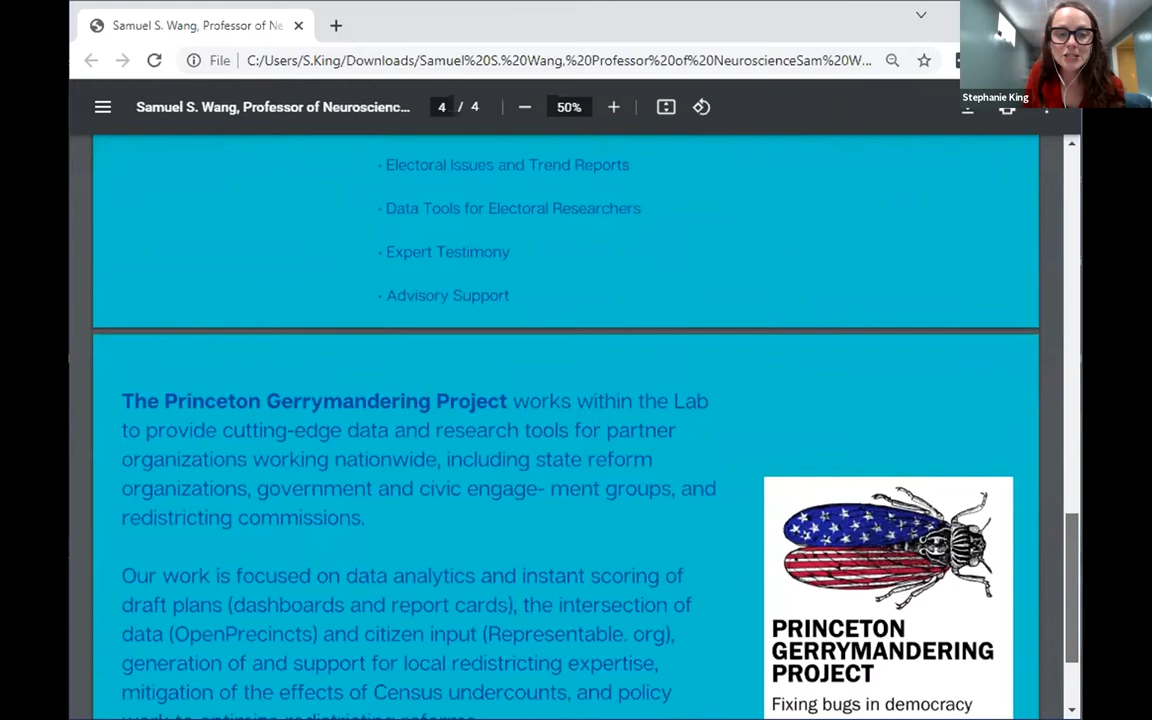 Samuel S. Wang, Professor of Ne
File C:/Users/S.King/Downloads/Samuel%20S.%20Wang,%20Professor%20of%20NeuroscienceSam%20W...
Stephanie King
Samuel S. Wang, Professor of Neuroscienc... 4 / 4 50%
· Electoral Issues and Trend Reports
· Data Tools for Electoral Researchers
· Expert Testimony
· Advisory Support
The Princeton Gerrymandering Project works within the Lab
to provide cutting-edge data and research tools for partner
organizations working nationwide, including state reform
organizations, government and civic engage- ment groups, and
redistricting commissions.
Our work is focused on data analytics and instant scoring of
draft plans (dashboards and report cards), the intersection of
data (OpenPrecincts) and citizen input (Representable. org),
generation of and support for local redistricting expertise,
mitigation of the effects of Census undercounts, and policy
work to optimize redistricting reforms.
PRINCETON
GERRYMANDERING
PROJECT
Fixing bugs in democracy